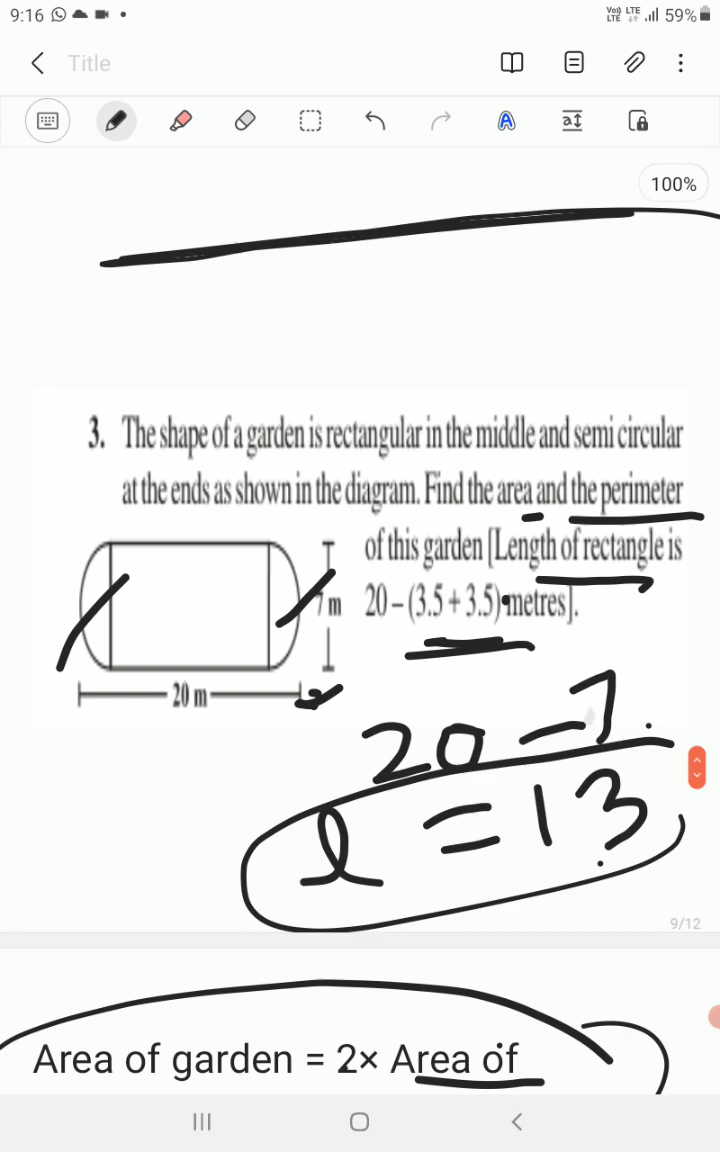 9:16
Vo)) LTE LTE 59%
Title
100%
3. The shape of a garden is rectangular in the middle and semi circular
at the ends as shown in the diagram. Find the area and the perimeter
of this garden [Length of rectangle is
20 – (3.5 + 3.5) metres].
7 m
20 m
20 - 7
l = 13
9/12
Area of garden = 2× Area of